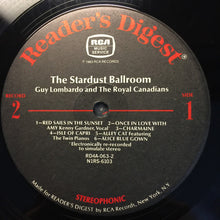 Reader's Digest®
RCA
MUSIC
SERVICE
© 1983 RCA RECORDS
The Stardust Ballroom
Guy Lombardo and The Royal Canadians
RECORD
2
SIDE
1
1—RED SAILS IN THE SUNSET 2—ONCE IN LOVE WITH
AMY Kenny Gardner, Vocal 3—CHARMAINE
4—ISLE OF CAPRI 5—ALLEY CAT Featuring
The Twin Pianos 6—ALICE BLUE GOWN
"Electronically re-recorded
to simulate stereo
RD4A-063-2
N1RS-6103
STEREOPHONIC
Made for READER'S DIGEST by RCA Records, New York, N.Y.